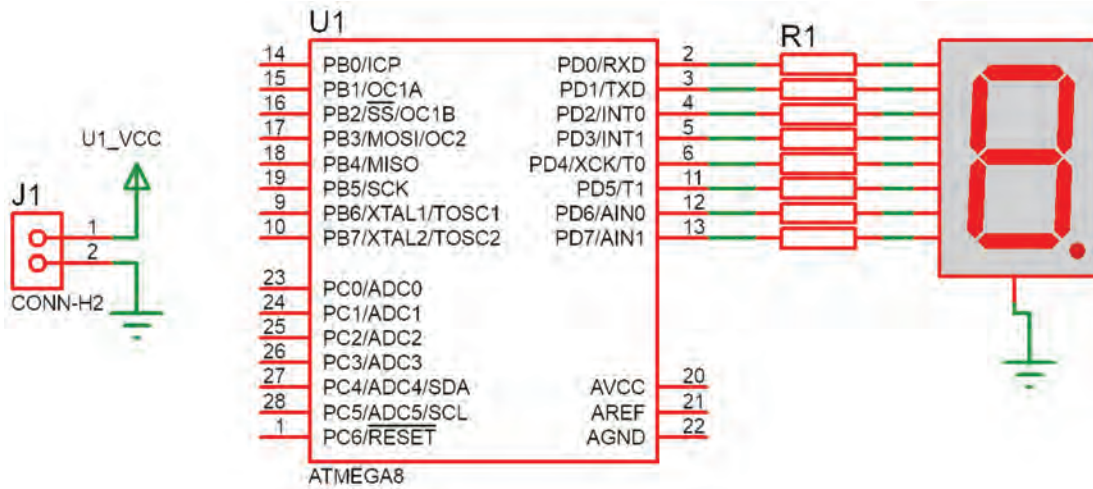 U1
R1
14 PB0/ICP PD0/RXD 2
15 PB1/OC1A PD1/TXD 3
16 PB2/SS/OC1B PD2/INT0 4
17 PB3/MOSI/OC2 PD3/INT1 5
18 PB4/MISO PD4/XCK/T0 6
19 PB5/SCK PD5/T1 11
9 PB6/XTAL1/TOSC1 PD6/AIN0 12
10 PB7/XTAL2/TOSC2 PD7/AIN1 13
23 PC0/ADC0
24 PC1/ADC1
25 PC2/ADC2
26 PC3/ADC3
27 PC4/ADC4/SDA AVCC 20
28 PC5/ADC5/SCL AREF 21
1 PC6/RESET AGND 22
ATMEGA8
U1_VCC
J1
1
2
CONN-H2